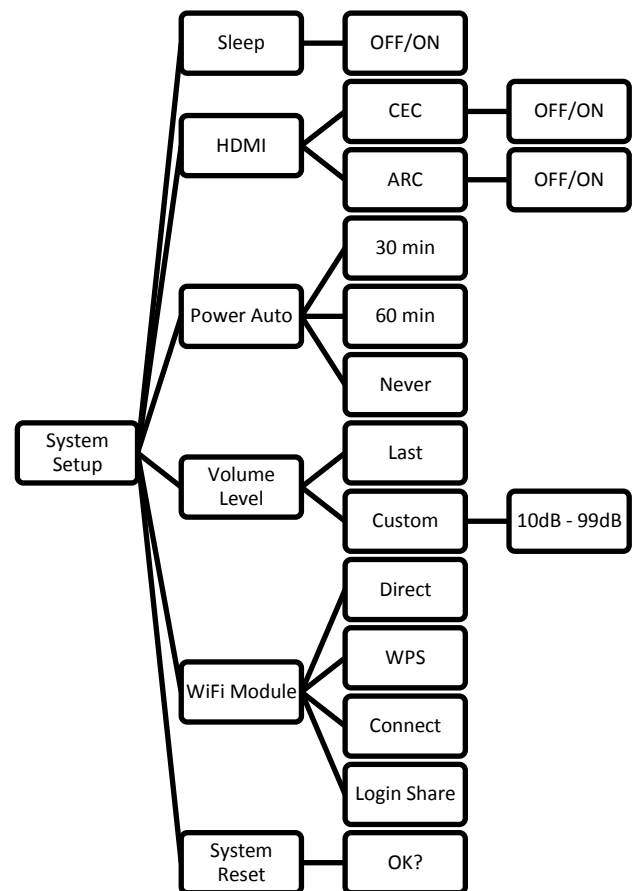 Sleep
OFF/ON
HDMI
CEC
OFF/ON
ARC
OFF/ON
Power Auto
30 min
60 min
Never
System
Setup
Volume
Level
Last
Custom
10dB - 99dB
WiFi Module
Direct
WPS
Connect
Login Share
System
Reset
OK?